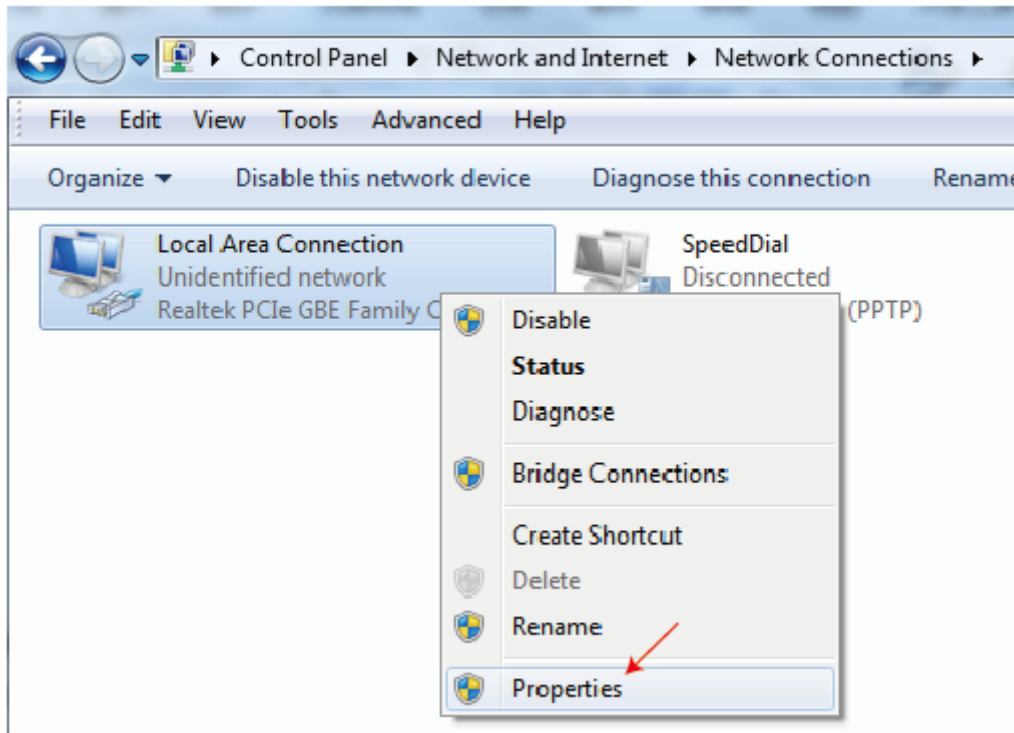 Control Panel Network and Internet Network Connections
File Edit View Tools Advanced Help
Organize Disable this network device Diagnose this connection Rename
Local Area Connection
Unidentified network
Realtek PCIe GBE Family C
SpeedDial
Disconnected
(PPTP)
Disable
Status
Diagnose
Bridge Connections
Create Shortcut
Delete
Rename
Properties